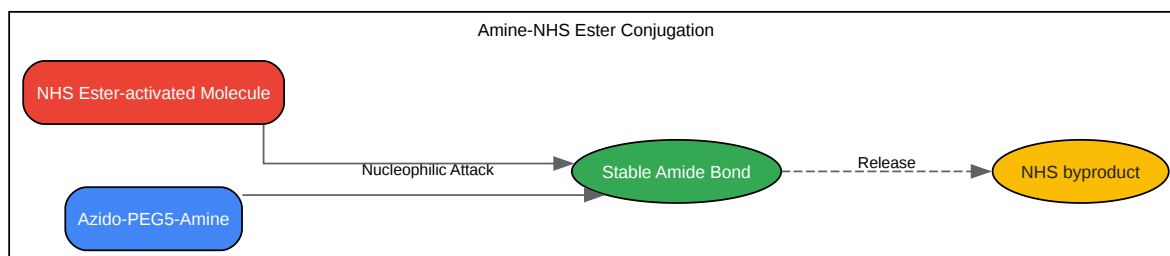 Amine-NHS Ester Conjugation
NHS Ester-activated Molecule
Nucleophilic Attack
Stable Amide Bond
Release
NHS byproduct
Azido-PEG5-Amine